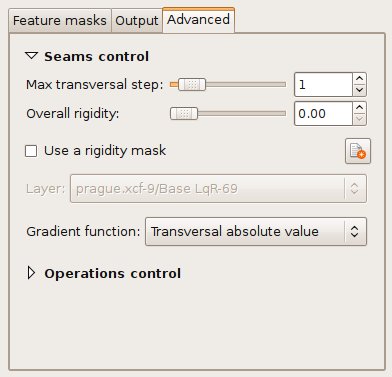 Feature masks Output Advanced
Seams control
Max transversal step: 1
Overall rigidity: 0.00
Use a rigidity mask
Layer: prague.xcf-9/Base LqR-69
Gradient function: Transversal absolute value
Operations control